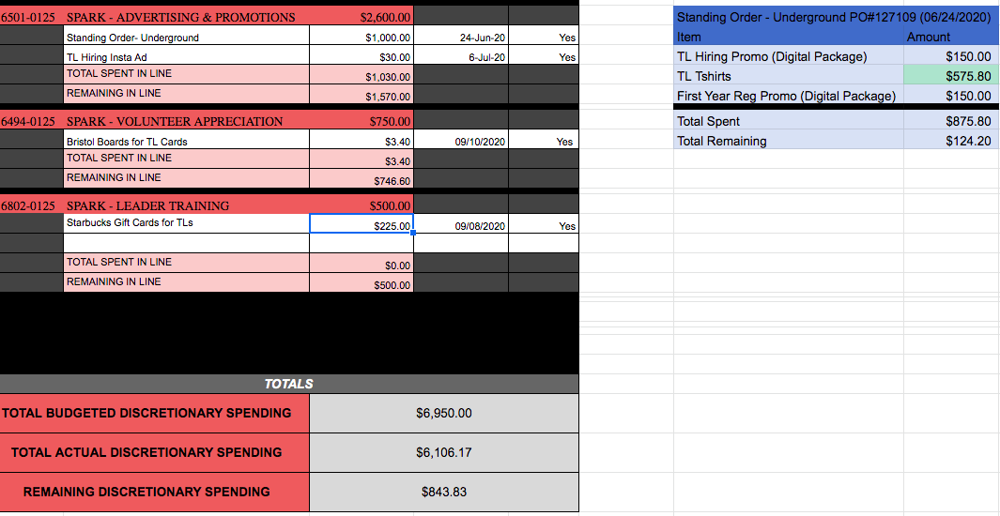 6501-0125 SPARK - ADVERTISING & PROMOTIONS $2,600.00
Standing Order- Underground $1,000.00 24-Jun-20 Yes
TL Hiring Insta Ad $30.00 6-Jul-20 Yes
TOTAL SPENT IN LINE $1,030.00
REMAINING IN LINE $1,570.00
6494-0125 SPARK - VOLUNTEER APPRECIATION $750.00
Bristol Boards for TL Cards $3.40 09/10/2020 Yes
TOTAL SPENT IN LINE $3.40
REMAINING IN LINE $746.60
6802-0125 SPARK - LEADER TRAINING $500.00
Starbucks Gift Cards for TLs $225.00 09/08/2020 Yes
TOTAL SPENT IN LINE $0.00
REMAINING IN LINE $500.00
TOTALS
TOTAL BUDGETED DISCRETIONARY SPENDING $6,950.00
TOTAL ACTUAL DISCRETIONARY SPENDING $6,106.17
REMAINING DISCRETIONARY SPENDING $843.83
Standing Order - Underground PO#127109 (06/24/2020)
Item Amount
TL Hiring Promo (Digital Package) $150.00
TL Tshirts $575.80
First Year Reg Promo (Digital Package) $150.00
Total Spent $875.80
Total Remaining $124.20